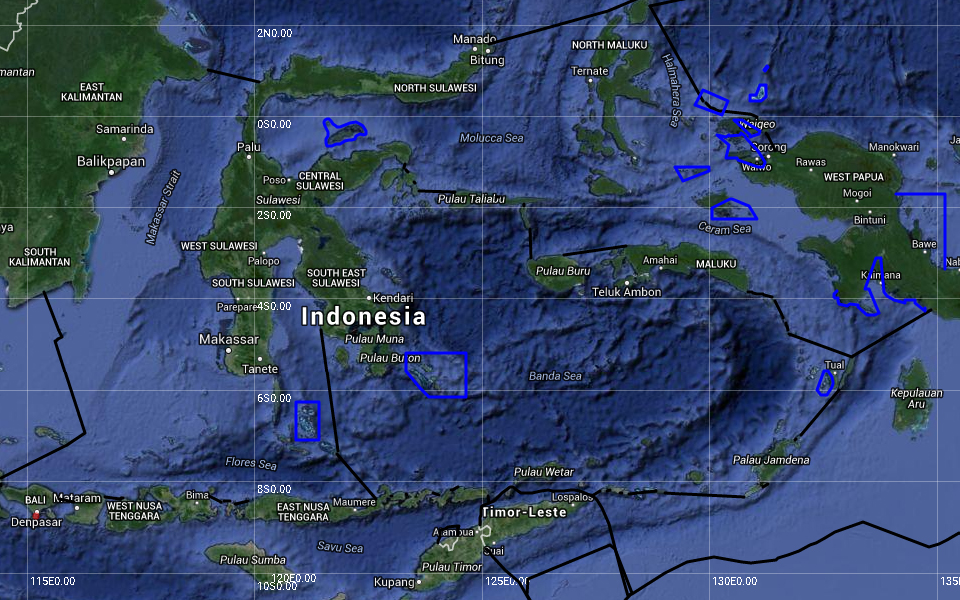 2N0.00
Manado
Bitung
NORTH MALUKU
Ternate
Halmahera Sea
mantan
EAST
KALIMANTAN
NORTH SULAWESI
Samarinda
Balikpapan
0S0.00
Palu
Molucca Sea
Waigeo
Sorong
Manokwari
Ja
Rawas
WEST PAPUA
Poso
CENTRAL
SULAWESI
Sulawesi
Makassar Strait
Pulau Taliabu
Mogoi
Bintuni
2S0.00
ya
Ceram Sea
SOUTH
KALIMANTAN
WEST SULAWESI
Palopo
Bawe
Nab
Amahai
MALUKU
Pulau Buru
Teluk Ambon
Kaimana
SOUTH SULAWESI
SOUTH EAST
SULAWESI
Kendari
4S0.00
Parepare
Indonesia
Makassar
Tanete
Pulau Muna
Pulau Buton
Banda Sea
Tual
Kepulauan
Aru
6S0.00
Flores Sea
Palau Jamdena
Pulau Wetar
8S0.00
BALI
Mataram
Denpasar
WEST NUSA
TENGGARA
Bima
EAST NUSA
TENGGARA
Maumere
Lospalos
Timor-Leste
Atambua
Suai
Savu Sea
Pulau Sumba
Pulau Timor
Kupang
115E0.00
120E0.00
10S0.00
125E0.00
130E0.00
135